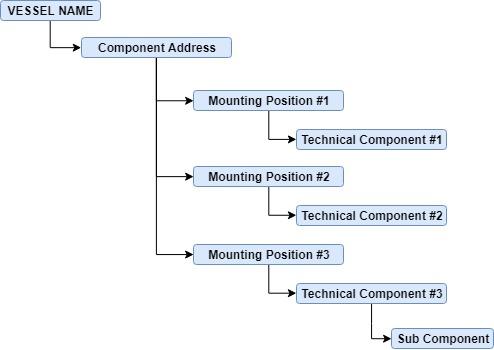 VESSEL NAME
Component Address
Mounting Position #1
Technical Component #1
Mounting Position #2
Technical Component #2
Mounting Position #3
Technical Component #3
Sub Component